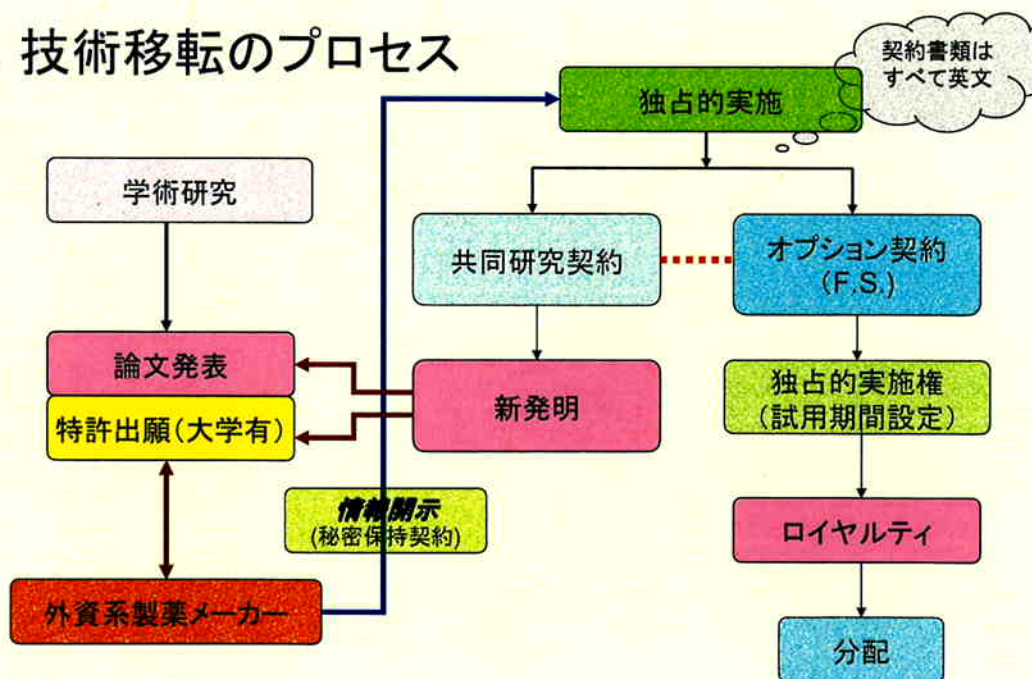 技術移転のプロセス
契約書類は
すべて英文
独占的実施
学術研究
共同研究契約
オプション契約
(F.S.)
論文発表
特許出願(大学有)
新発明
独占的実施権
(試用期間設定)
情報開示
(秘密保持契約)
ロイヤルティ
外資系製薬メーカー
分配